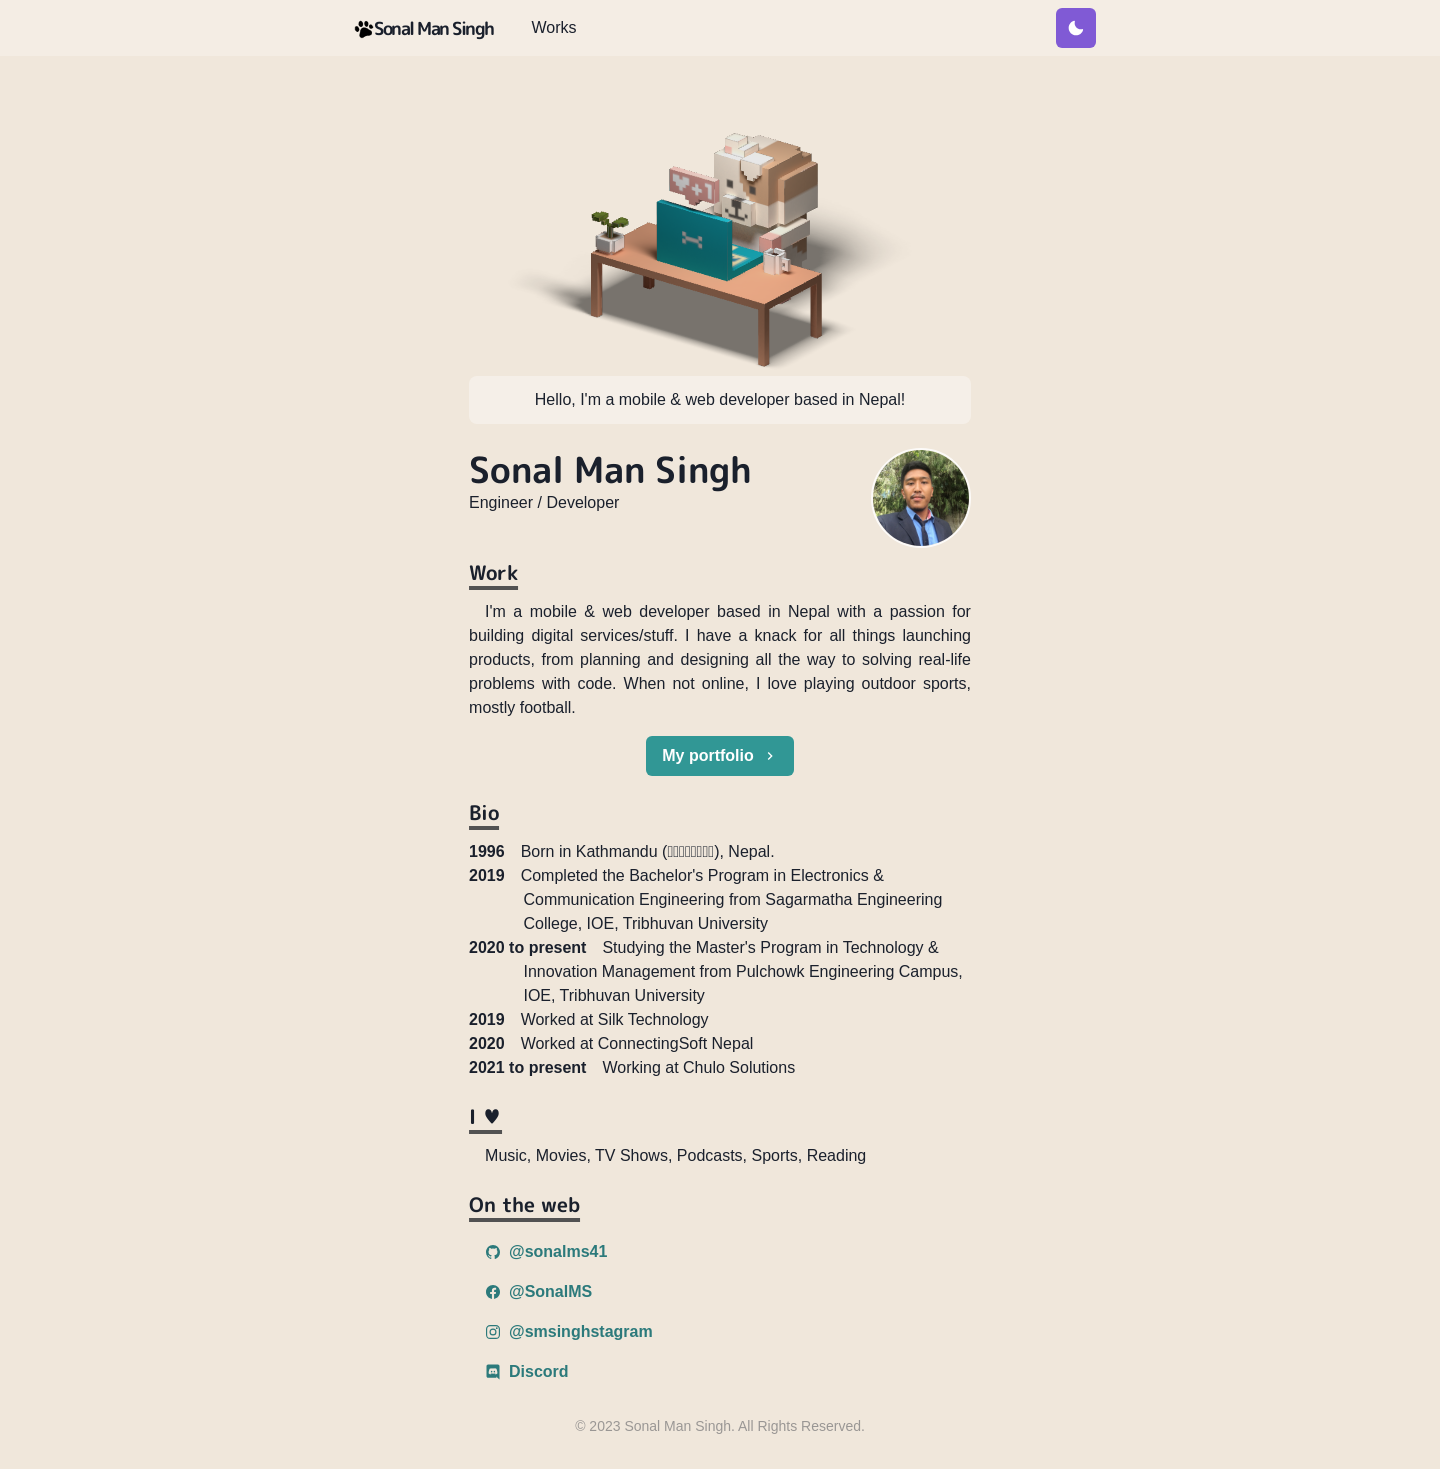 Sonal Man Singh Works
+1
Hello, I'm a mobile & web developer based in Nepal!
Sonal Man Singh
Engineer / Developer
Work
I'm a mobile & web developer based in Nepal with a passion for
building digital services/stuff. I have a knack for all things launching
products, from planning and designing all the way to solving real-life
problems with code. When not online, I love playing outdoor sports,
mostly football.
My portfolio
Bio
1996 Born in Kathmandu (), Nepal.
2019 Completed the Bachelor's Program in Electronics &
Communication Engineering from Sagarmatha Engineering
College, IOE, Tribhuvan University
2020 to present Studying the Master's Program in Technology &
Innovation Management from Pulchowk Engineering Campus,
IOE, Tribhuvan University
2019 Worked at Silk Technology
2020 Worked at ConnectingSoft Nepal
2021 to present Working at Chulo Solutions
I ♥
Music, Movies, TV Shows, Podcasts, Sports, Reading
On the web
@sonalms41
@SonalMS
@smsinghstagram
Discord
© 2023 Sonal Man Singh. All Rights Reserved.